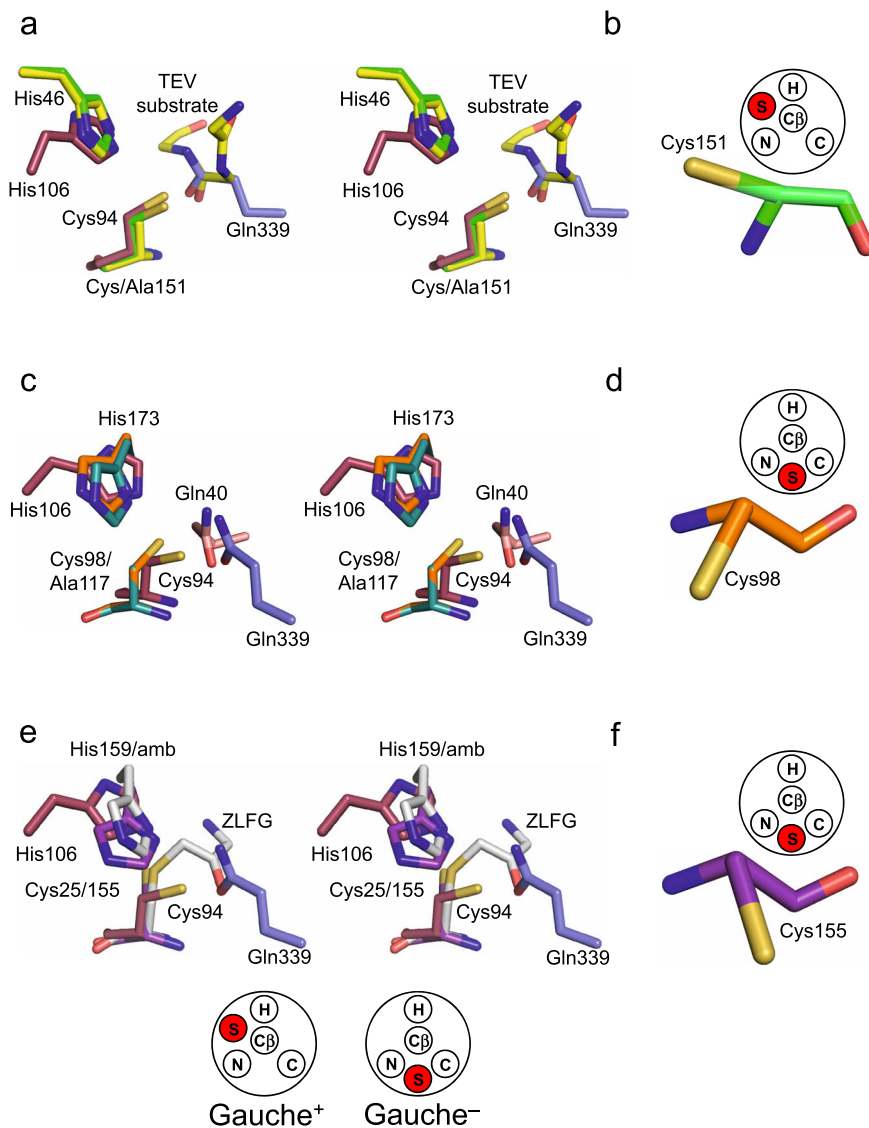 a
His46
TEV
substrate
His106
Cys94
Gln339
Cys/Ala151
His46
TEV
substrate
His106
Cys94
Gln339
Cys/Ala151
b
H
S
Cβ
N
C
Cys151
c
His173
His106
Gln40
Cys98/
Ala117
Cys94
Gln339
His173
His106
Gln40
Cys98/
Ala117
Cys94
Gln339
d
H
Cβ
N
C
S
Cys98
e
His159/amb
ZLFG
His106
Cys25/155
Cys94
Gln339
His159/amb
ZLFG
His106
Cys25/155
Cys94
Gln339
f
H
Cβ
N
C
S
Cys155
H
S
Cβ
N
C
Gauche⁺
H
Cβ
N
C
S
Gauche⁻